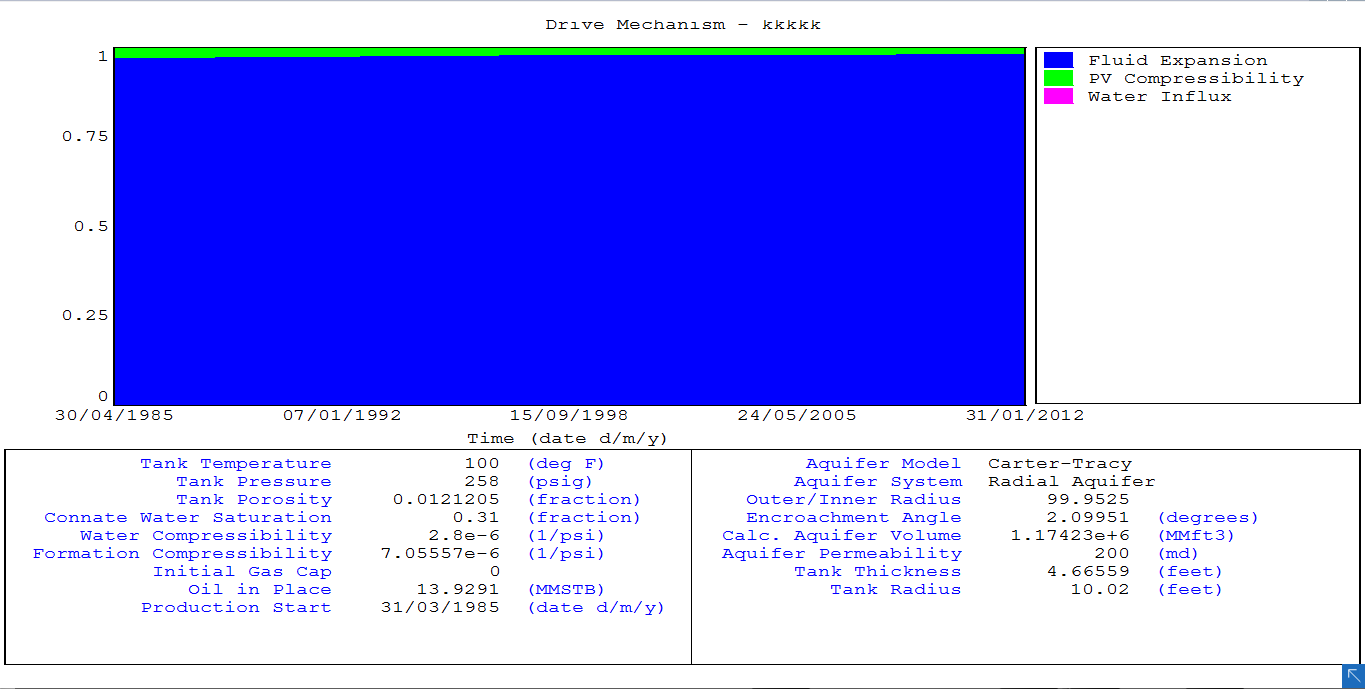 Drive Mechanism - kkkkk
1
0.75
0.5
0.25
0
30/04/1985 07/01/1992 15/09/1998 24/05/2005 31/01/2012
Time (date d/m/y)
Fluid Expansion
PV Compressibility
Water Influx
Tank Temperature 100 (deg F)
Tank Pressure 258 (psig)
Tank Porosity 0.0121205 (fraction)
Connate Water Saturation 0.31 (fraction)
Water Compressibility 2.8e-6 (1/psi)
Formation Compressibility 7.05557e-6 (1/psi)
Initial Gas Cap 0
Oil in Place 13.9291 (MMSTB)
Production Start 31/03/1985 (date d/m/y)
Aquifer Model Carter-Tracy
Aquifer System Radial Aquifer
Outer/Inner Radius 99.9525
Encroachment Angle 2.09951 (degrees)
Calc. Aquifer Volume 1.17423e+6 (MMft3)
Aquifer Permeability 200 (md)
Tank Thickness 4.66559 (feet)
Tank Radius 10.02 (feet)